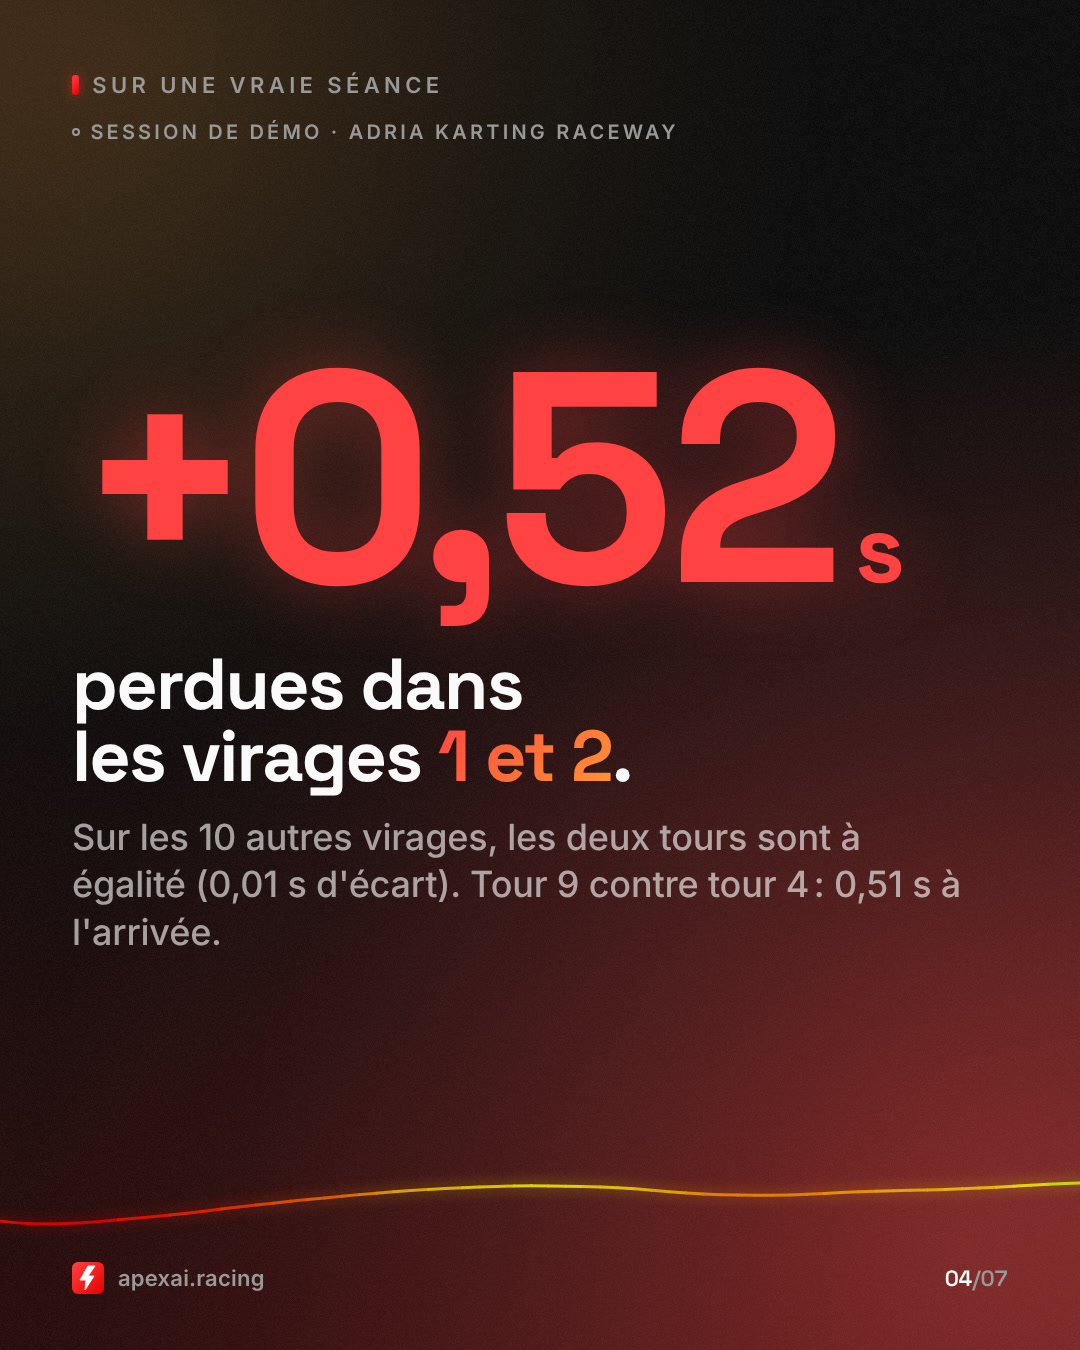 SUR UNE VRAIE SÉANCE
SESSION DE DÉMO · ADRIA KARTING RACEWAY
+0,52 s
perdues dans
les virages 1 et 2.
Sur les 10 autres virages, les deux tours sont à
égalité (0,01 s d'écart). Tour 9 contre tour 4 : 0,51 s à
l'arrivée.
apexai.racing
04/07